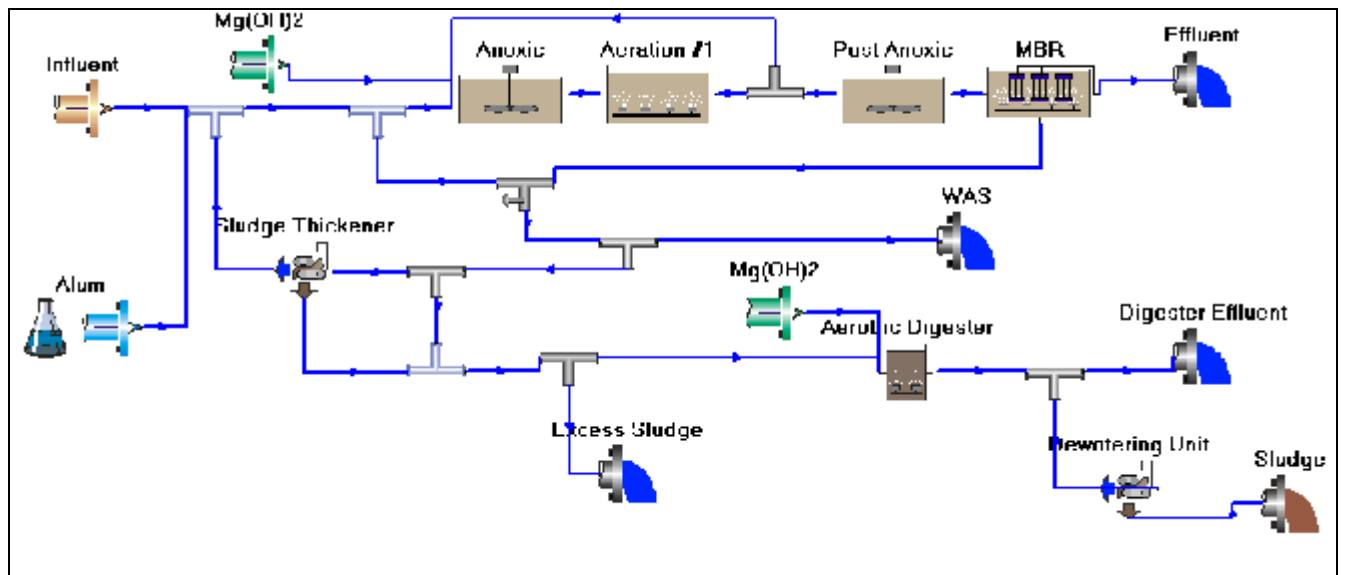 Mg(OH)2
Influent
Anoxic
Aeration #1
Post Anoxic
MBR
Effluent
WAS
Sludge Thickener
Alum
Mg(OH)2
Aerobic Digester
Digester Effluent
Excess Sludge
Dewatering Unit
Sludge